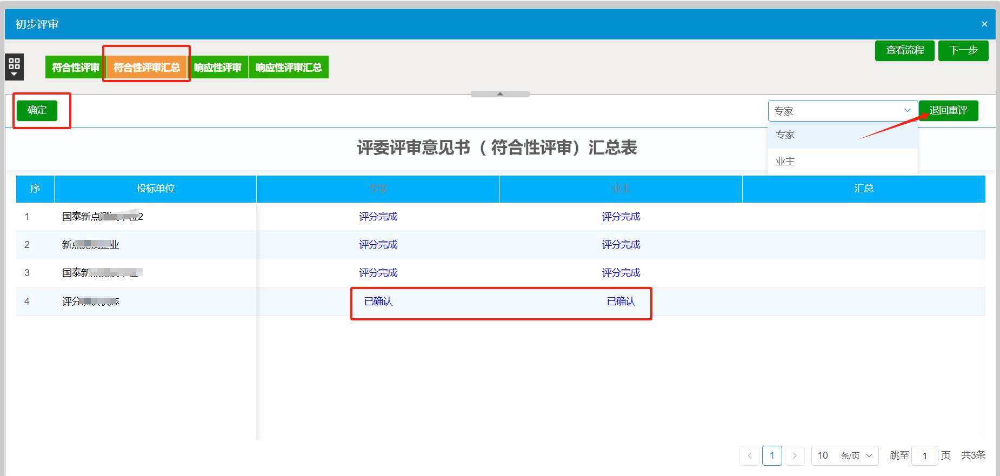 初步评审
×
查看流程 下一步
符合性评审 符合性评审汇总 响应性评审 响应性评审汇总
确定
专家 退回重评
专家
业主
评委评审意见书（ 符合性评审）汇总表
序 投标单位 专家 业主 汇总
1 国泰新点 2 评分完成 评分完成
2 新 业 评分完成 评分完成
3 国泰新 评分完成 评分完成
4 评分 已确认 已确认
1 10 条/页 跳至 1 页 共3条